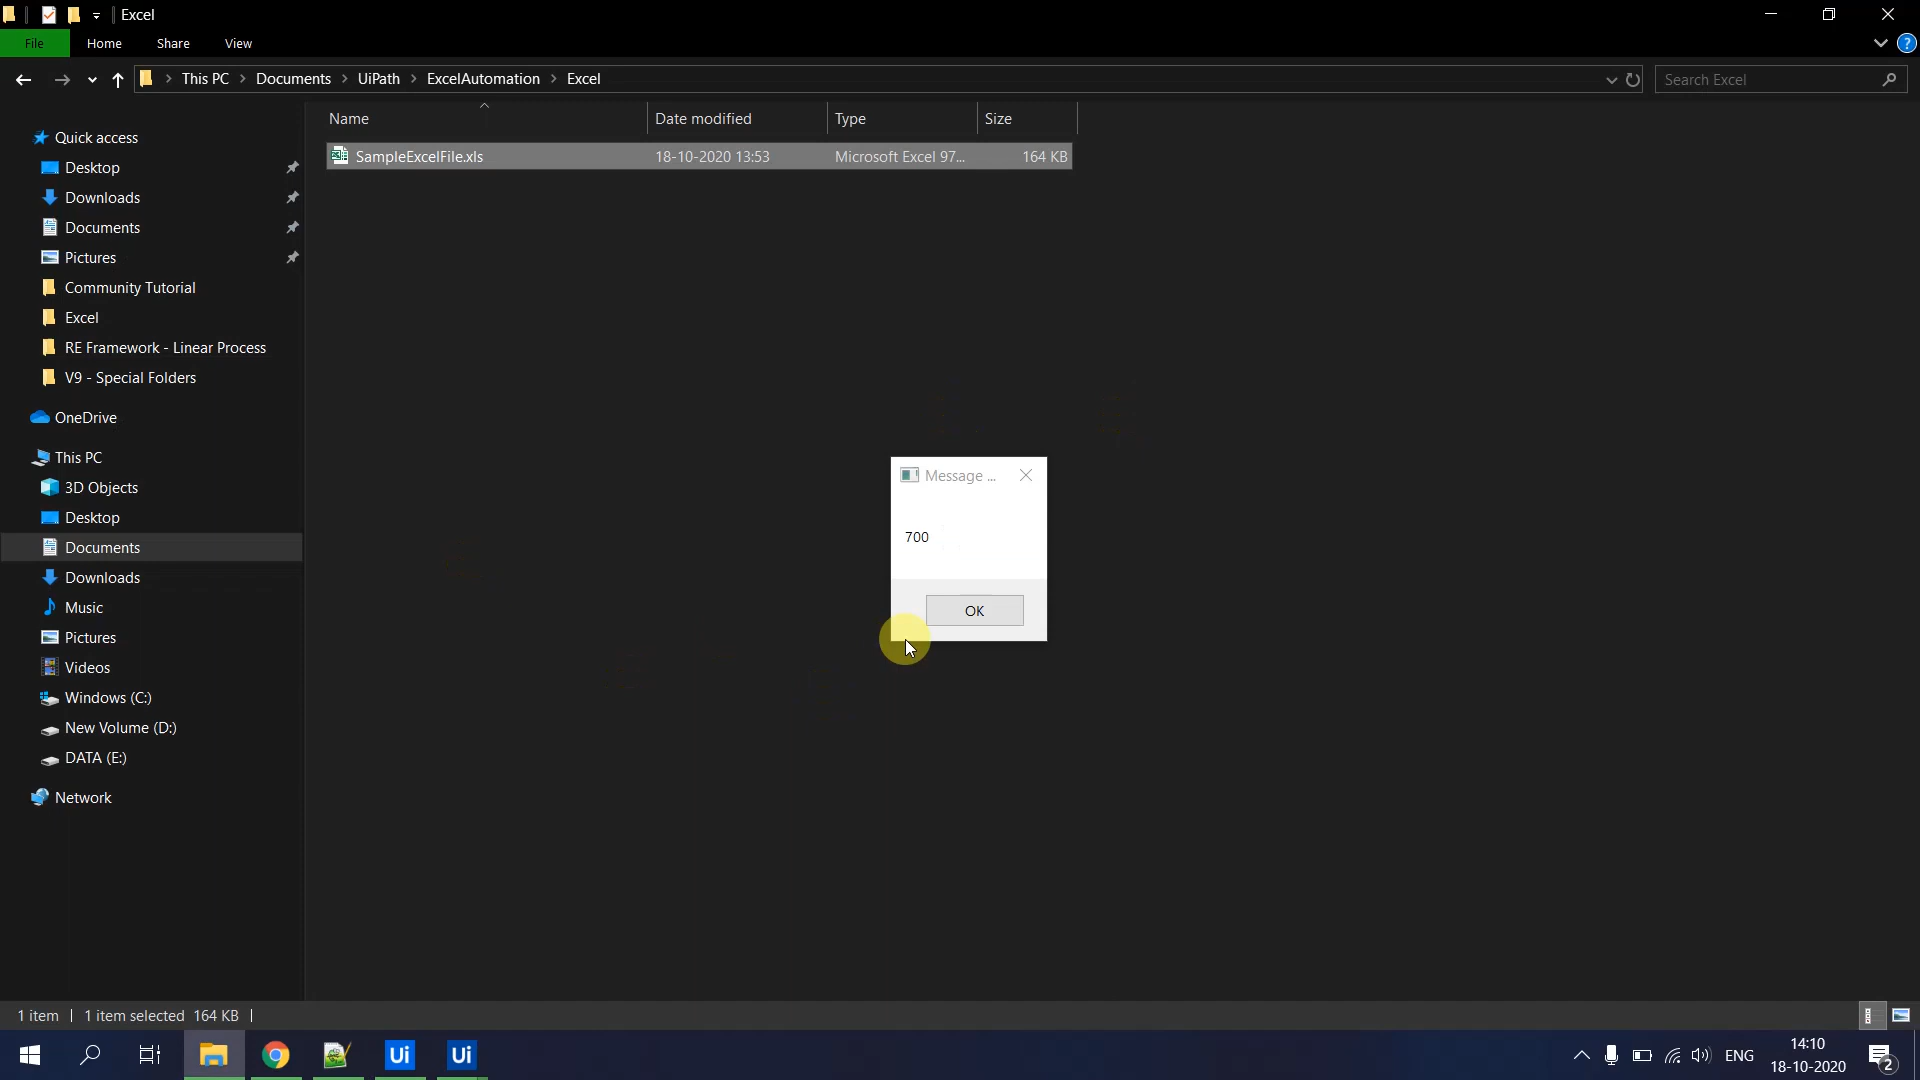 Excel
File Home Share View
This PC Documents UiPath ExcelAutomation Excel Search Excel
Name Date modified Type Size
SampleExcelFile.xls 18-10-2020 13:53 Microsoft Excel 97... 164 KB
Quick access
Desktop
Downloads
Documents
Pictures
Community Tutorial
Excel
RE Framework - Linear Process
V9 - Special Folders
OneDrive
This PC
3D Objects
Desktop
Documents
Downloads
Music
Pictures
Videos
Windows (C:)
New Volume (D:)
DATA (E:)
Network
Message ...
700
OK
1 item 1 item selected 164 KB
Ui Ui ENG 14:10
18-10-2020 2